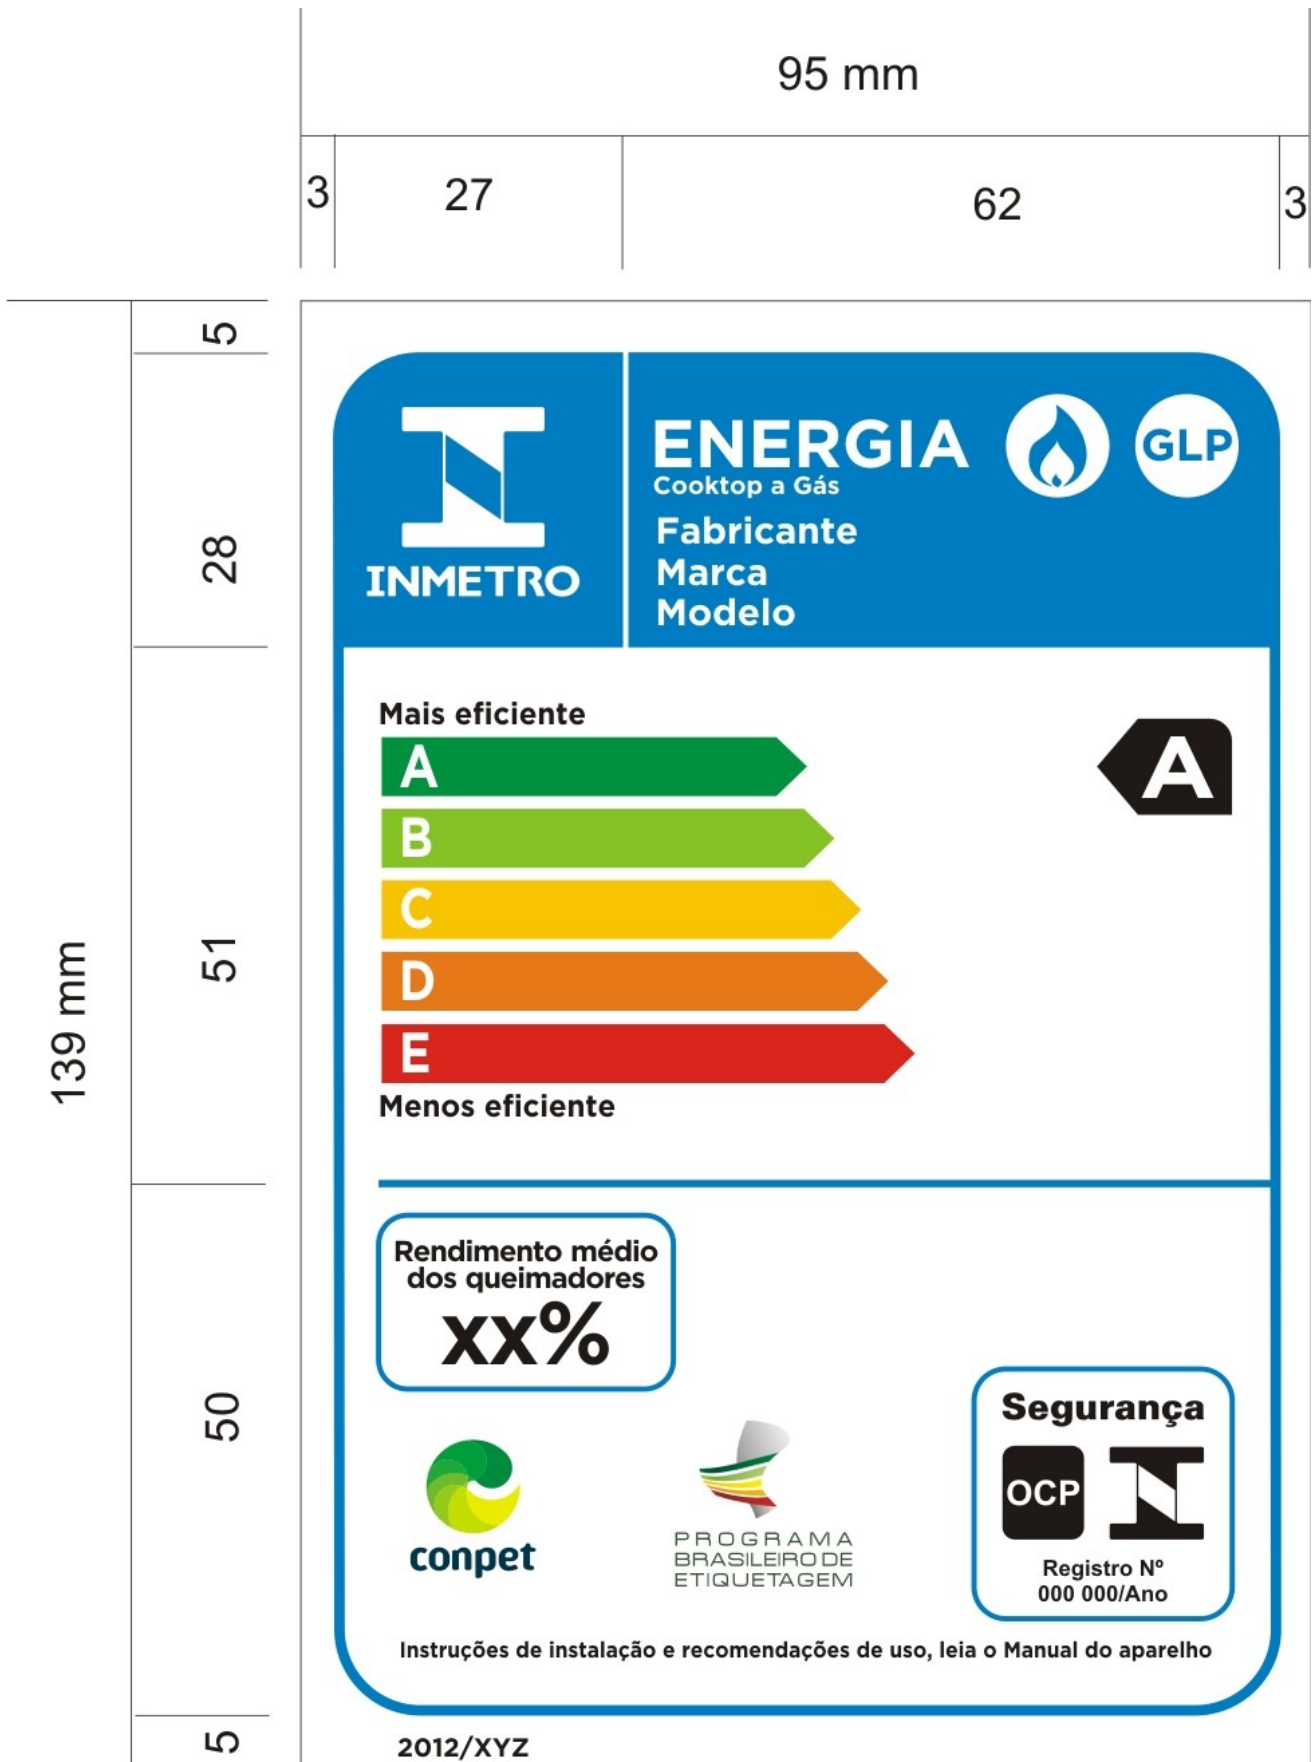 95 mm
3 27 62 3
5
28
51
139 mm
50
5
INMETRO
ENERGIA
Cooktop a Gás
GLP
Fabricante
Marca
Modelo
Mais eficiente
A
A
B
C
D
E
Menos eficiente
Rendimento médio
dos queimadores
xx%
conpet
PROGRAMA
BRASILEIRO DE
ETIQUETAGEM
Segurança
OCP
Registro Nº
000 000/Ano
Instruções de instalação e recomendações de uso, leia o Manual do aparelho
2012/XYZ